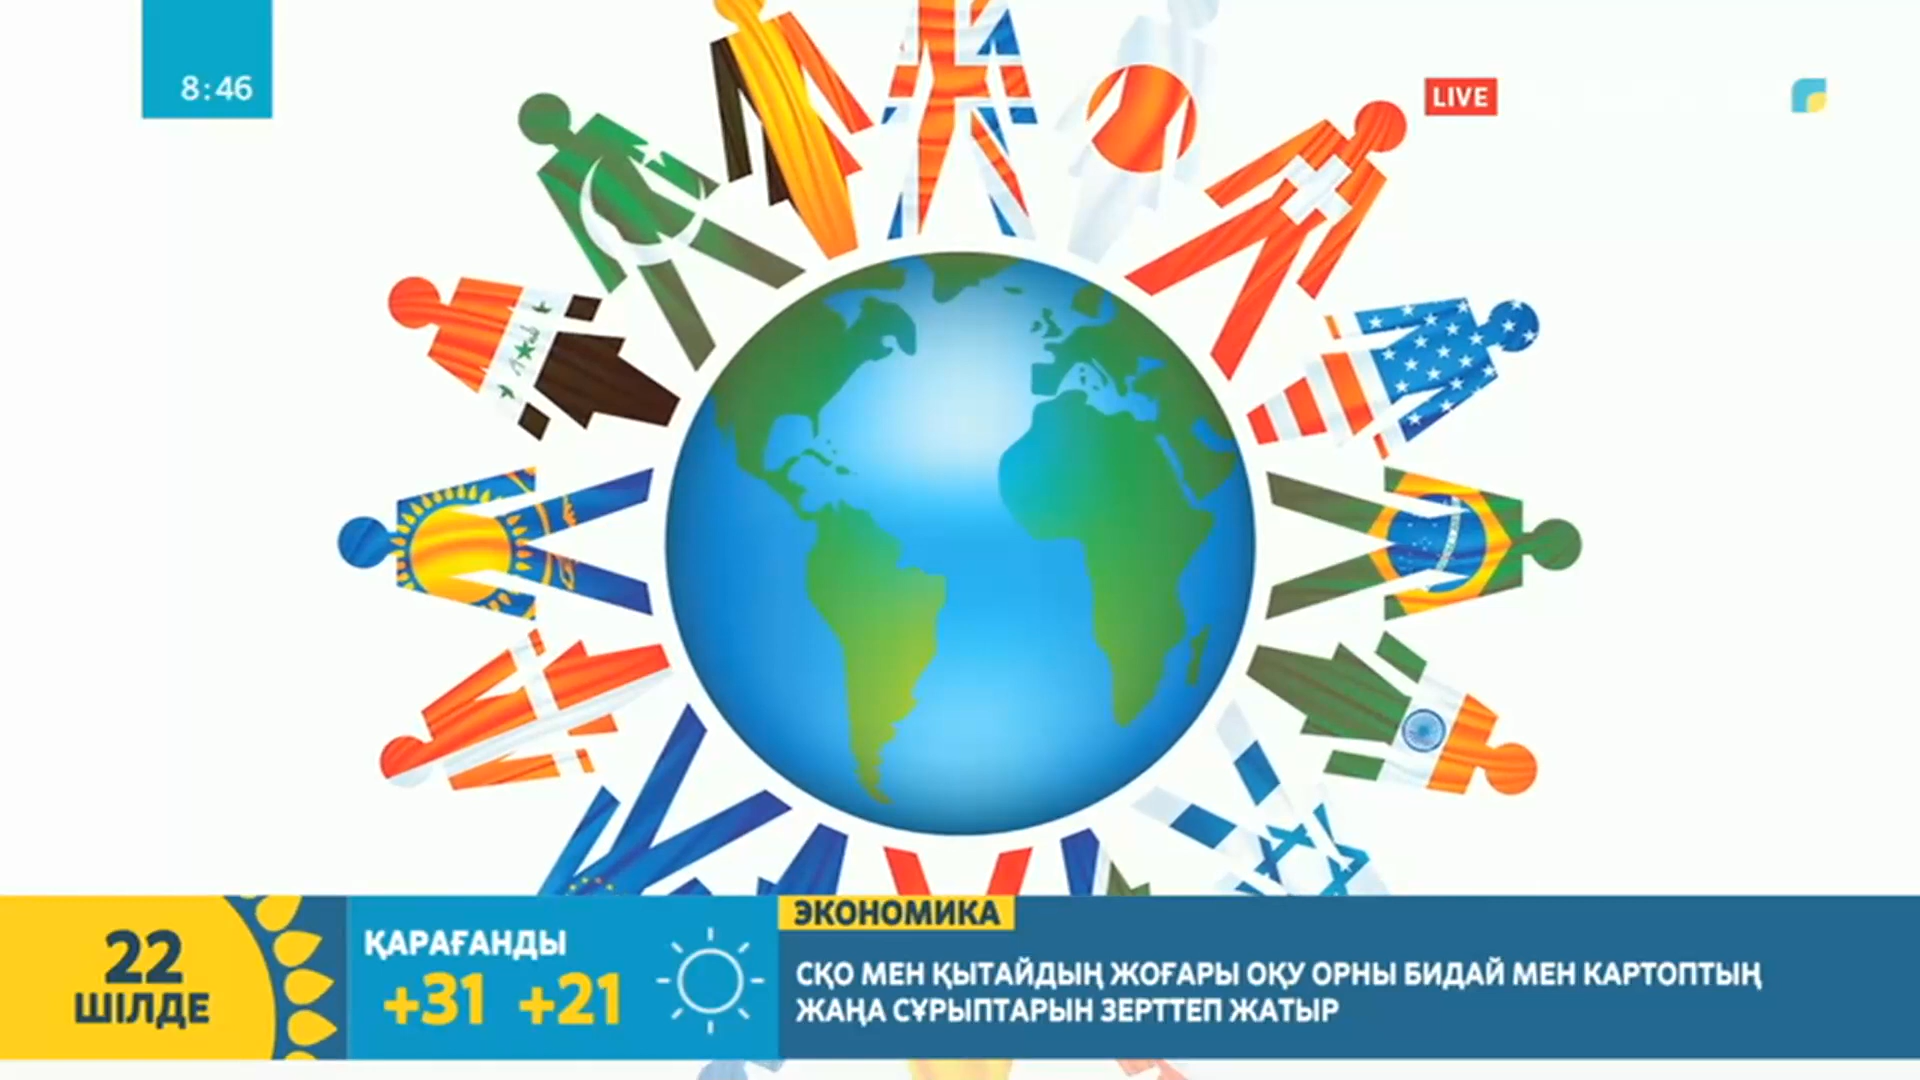 8:46
LIVE
22
ШІЛДЕ
ҚАРАҒАНДЫ
+31 +21
ЭКОНОМИКА
СҚО МЕН ҚЫТАЙДЫҢ ЖОҒАРЫ ОҚУ ОРНЫ БИДАЙ МЕН КАРТОПТЫҢ
ЖАҢА СҰРЫПТАРЫН ЗЕРТТЕП ЖАТЫР